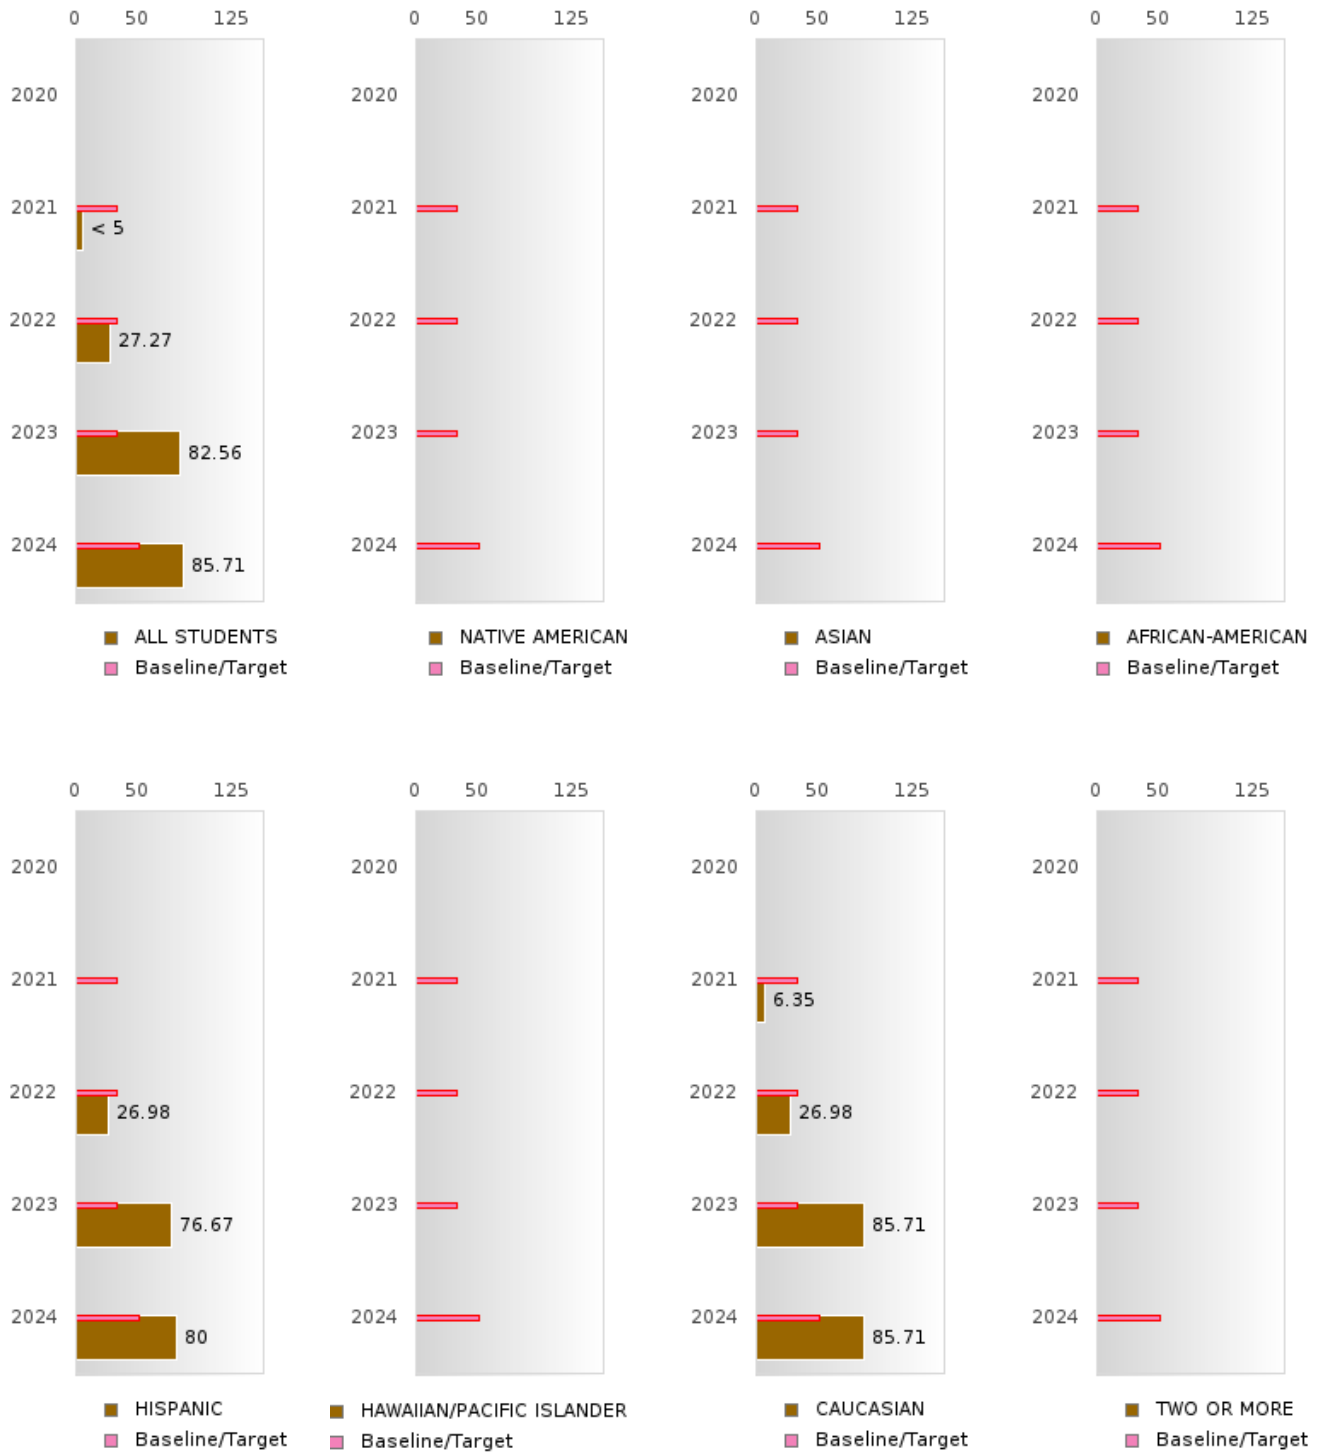 0 50 125 0 50 125 0 50 125 0 50 125
2020 2020 2020 2020
2021 2021 2021 2021
< 5
2022 2022 2022 2022
27.27
2023 2023 2023 2023
82.56
2024 2024 2024 2024
85.71
ALL STUDENTS NATIVE AMERICAN ASIAN AFRICAN-AMERICAN
Baseline/Target Baseline/Target Baseline/Target Baseline/Target
0 50 125 0 50 125 0 50 125 0 50 125
2020 2020 2020 2020
2021 2021 2021 2021
6.35
2022 2022 2022 2022
26.98 26.98
2023 2023 2023 2023
76.67 85.71
2024 2024 2024 2024
80 85.71
HISPANIC HAWAIIAN/PACIFIC ISLANDER CAUCASIAN TWO OR MORE
Baseline/Target Baseline/Target Baseline/Target Baseline/Target